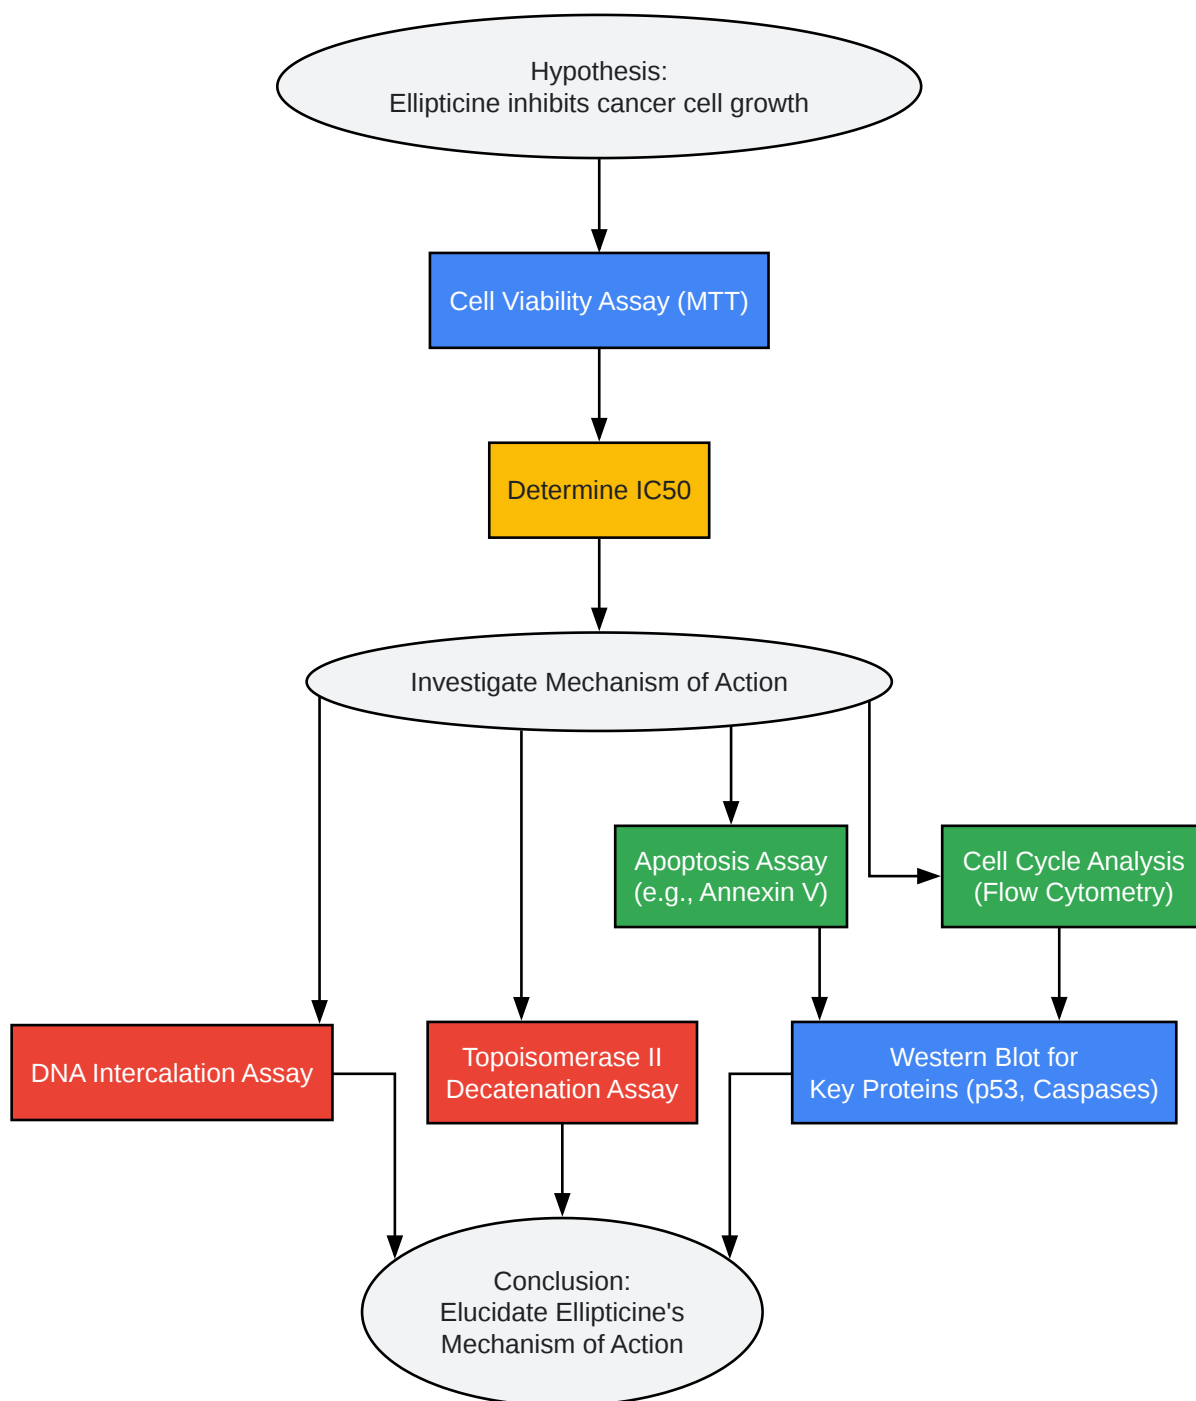 Hypothesis:
Ellipticine inhibits cancer cell growth
Cell Viability Assay (MTT)
Determine IC50
Investigate Mechanism of Action
Apoptosis Assay
(e.g., Annexin V)
Cell Cycle Analysis
(Flow Cytometry)
DNA Intercalation Assay
Topoisomerase II
Decatenation Assay
Western Blot for
Key Proteins (p53, Caspases)
Conclusion:
Elucidate Ellipticine's
Mechanism of Action